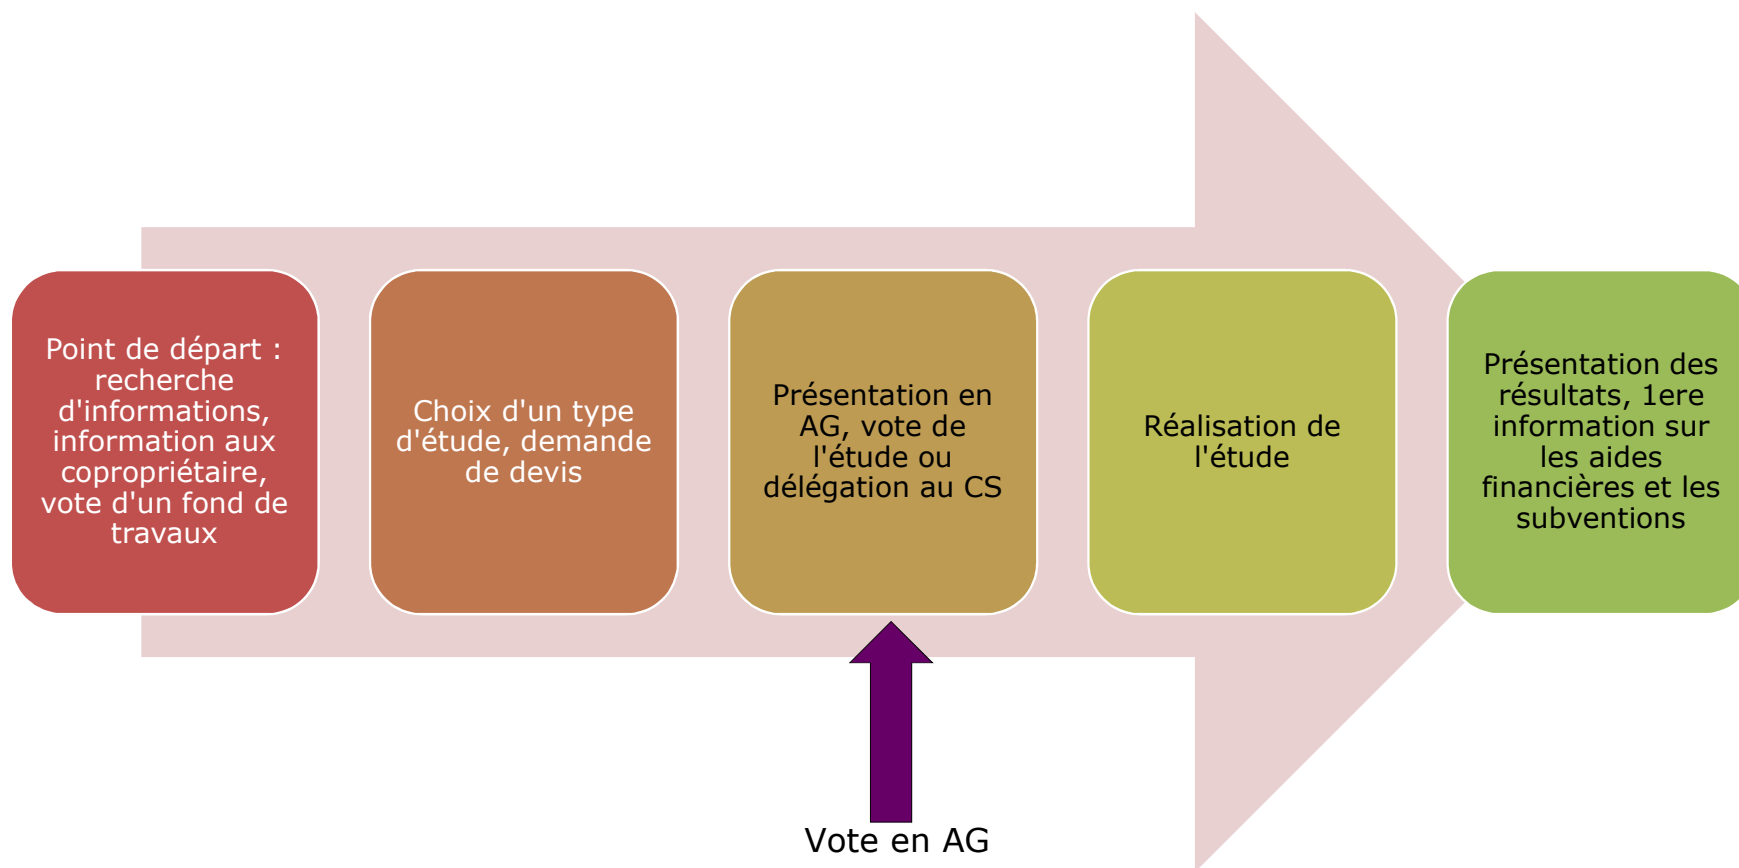 Point de départ :
recherche
d'informations,
information aux
copropriétaire,
vote d'un fond de
travaux
Choix d'un type
d'étude, demande
de devis
Présentation en
AG, vote de
l'étude ou
délégation au CS
Réalisation de
l'étude
Présentation des
résultats, 1ere
information sur
les aides
financières et les
subventions
Vote en AG